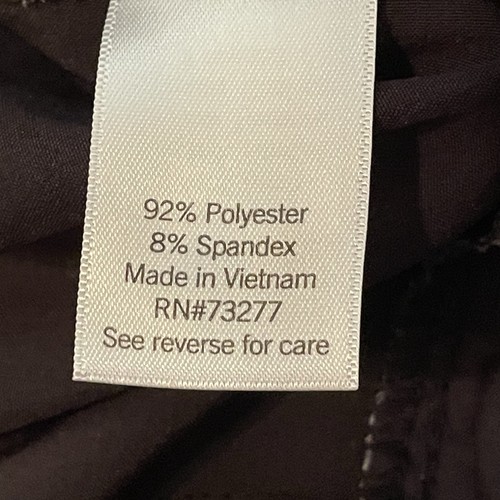 92% Polyester
8% Spandex
Made in Vietnam
RN#73277
See reverse for care